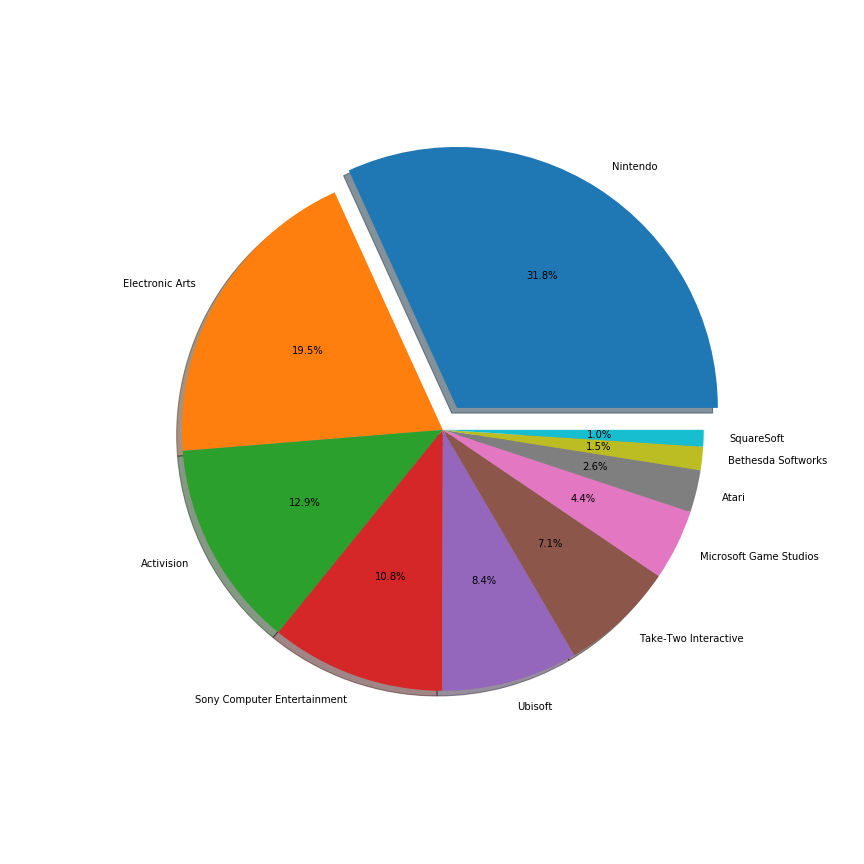 Nintendo
31.8%
Electronic Arts
19.5%
Activision
12.9%
Sony Computer Entertainment
10.8%
Ubisoft
8.4%
Take-Two Interactive
7.1%
Microsoft Game Studios
4.4%
Atari
2.6%
Bethesda Softworks
1.5%
SquareSoft
1.0%